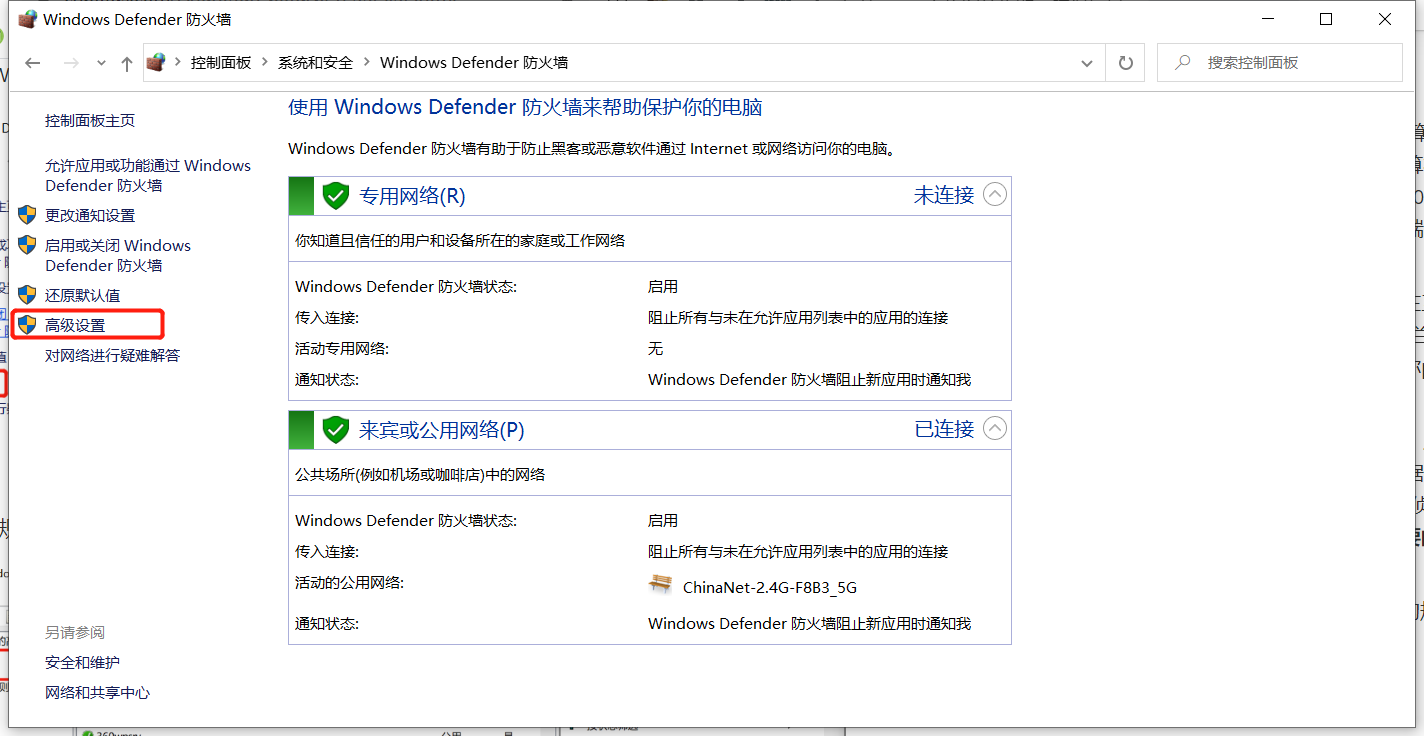 Windows Defender 防火墙
控制面板 系统和安全 Windows Defender 防火墙
搜索控制面板
控制面板主页
允许应用或功能通过 Windows
Defender 防火墙
更改通知设置
启用或关闭 Windows
Defender 防火墙
还原默认值
高级设置
对网络进行疑难解答
另请参阅
安全和维护
网络和共享中心
使用 Windows Defender 防火墙来帮助保护你的电脑
Windows Defender 防火墙有助于防止黑客或恶意软件通过 Internet 或网络访问你的电脑。
专用网络(R) 未连接
你知道且信任的用户和设备所在的家庭或工作网络
Windows Defender 防火墙状态: 启用
传入连接: 阻止所有与未在允许应用列表中的应用的连接
活动专用网络: 无
通知状态: Windows Defender 防火墙阻止新应用时通知我
来宾或公用网络(P) 已连接
公共场所(例如机场或咖啡店)中的网络
Windows Defender 防火墙状态: 启用
传入连接: 阻止所有与未在允许应用列表中的应用的连接
活动的公用网络: ChinaNet-2.4G-F8B3_5G
通知状态: Windows Defender 防火墙阻止新应用时通知我